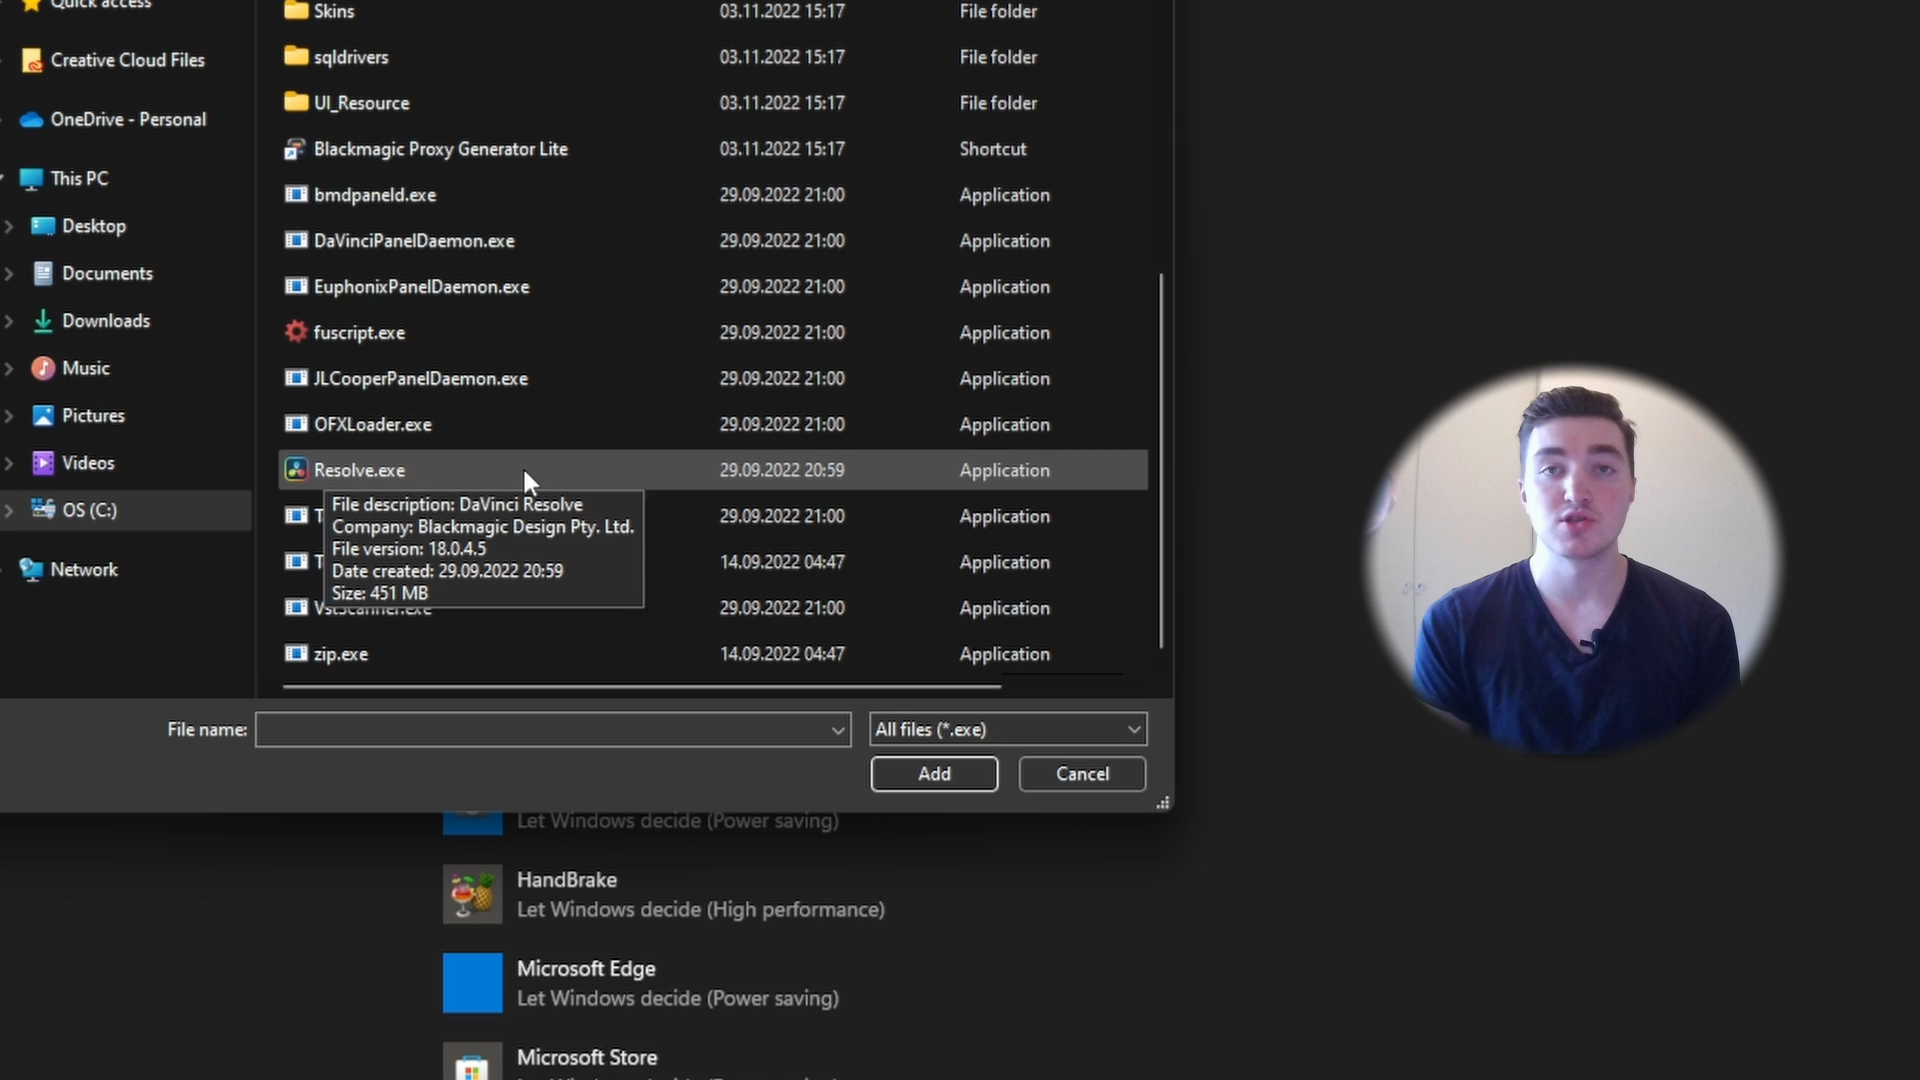 Quick access
Skins 03.11.2022 15:17 File folder
Creative Cloud Files
sqldrivers 03.11.2022 15:17 File folder
UI_Resource 03.11.2022 15:17 File folder
OneDrive - Personal
Blackmagic Proxy Generator Lite 03.11.2022 15:17 Shortcut
This PC
bmdpaneld.exe 29.09.2022 21:00 Application
Desktop
DaVinciPanelDaemon.exe 29.09.2022 21:00 Application
Documents
EuphonixPanelDaemon.exe 29.09.2022 21:00 Application
Downloads
fuscript.exe 29.09.2022 21:00 Application
Music
JLCooperPanelDaemon.exe 29.09.2022 21:00 Application
Pictures
OFXLoader.exe 29.09.2022 21:00 Application
Videos
Resolve.exe 29.09.2022 20:59 Application
OS (C:)
File description: DaVinci Resolve
T 29.09.2022 21:00 Application
Company: Blackmagic Design Pty. Ltd.
File version: 18.0.4.5
T 14.09.2022 04:47 Application
Network
Date created: 29.09.2022 20:59
Size: 451 MB
VstScanner.exe 29.09.2022 21:00 Application
zip.exe 14.09.2022 04:47 Application
File name: All files (*.exe)
Add Cancel
Let Windows decide (Power saving)
HandBrake
Let Windows decide (High performance)
Microsoft Edge
Let Windows decide (Power saving)
Microsoft Store